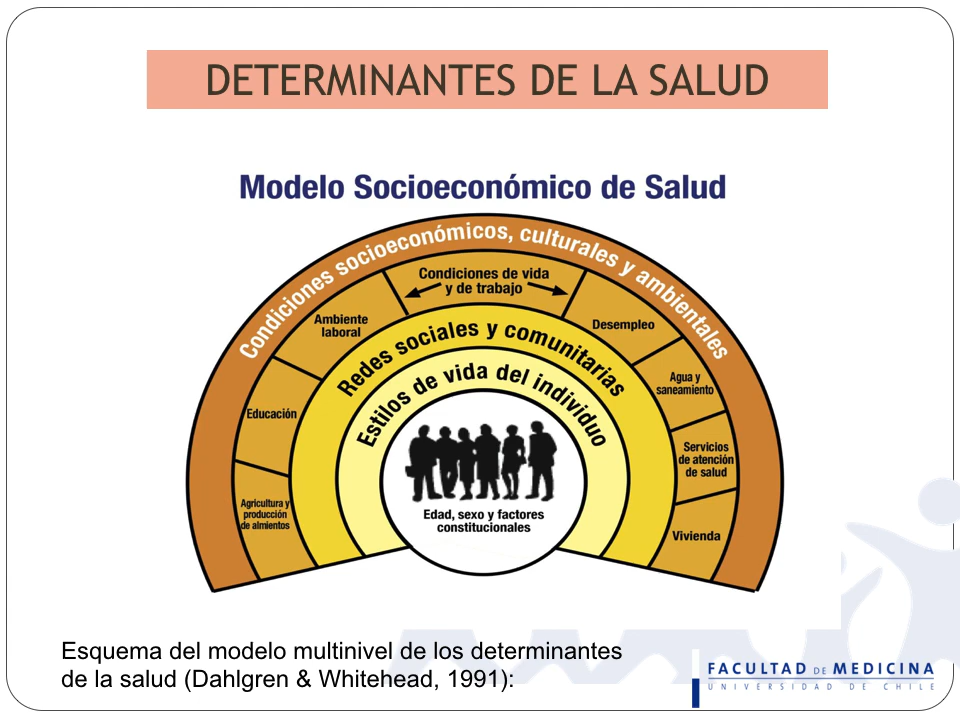 DETERMINANTES DE LA SALUD
Modelo Socioeconómico de Salud
Condiciones socioeconómicos, culturales y ambientales
Condiciones de vida
y de trabajo
Ambiente
laboral
Desempleo
Redes sociales y comunitarias
Agua y
saneamiento
Estilos de vida del individuo
Educación
Servicios
de atención
de salud
Agricultura y
producción
de almientos
Edad, sexo y factores
constitucionales
Vivienda
Esquema del modelo multinivel de los determinantes
de la salud (Dahlgren & Whitehead, 1991):
FACULTAD DE MEDICINA
UNIVERSIDAD DE CHILE